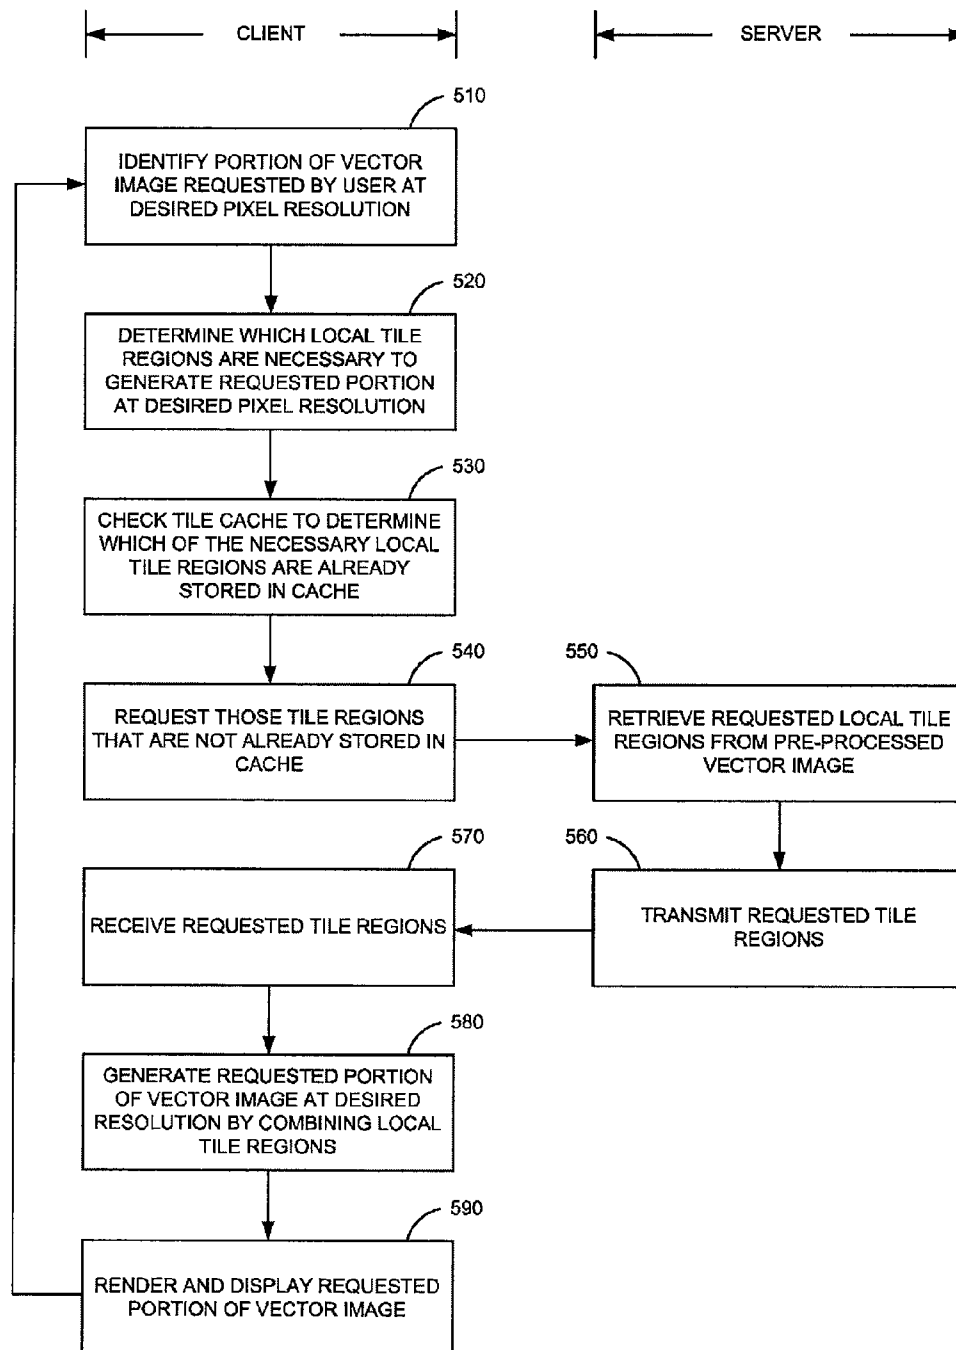 CLIENT
SERVER
510
IDENTIFY PORTION OF VECTOR
IMAGE REQUESTED BY USER AT
DESIRED PIXEL RESOLUTION
520
DETERMINE WHICH LOCAL TILE
REGIONS ARE NECESSARY TO
GENERATE REQUESTED PORTION
AT DESIRED PIXEL RESOLUTION
530
CHECK TILE CACHE TO DETERMINE
WHICH OF THE NECESSARY LOCAL
TILE REGIONS ARE ALREADY
STORED IN CACHE
540
REQUEST THOSE TILE REGIONS
THAT ARE NOT ALREADY STORED IN
CACHE
550
RETRIEVE REQUESTED LOCAL TILE
REGIONS FROM PRE-PROCESSED
VECTOR IMAGE
560
TRANSMIT REQUESTED TILE
REGIONS
570
RECEIVE REQUESTED TILE REGIONS
580
GENERATE REQUESTED PORTION
OF VECTOR IMAGE AT DESIRED
RESOLUTION BY COMBINING LOCAL
TILE REGIONS
590
RENDER AND DISPLAY REQUESTED
PORTION OF VECTOR IMAGE